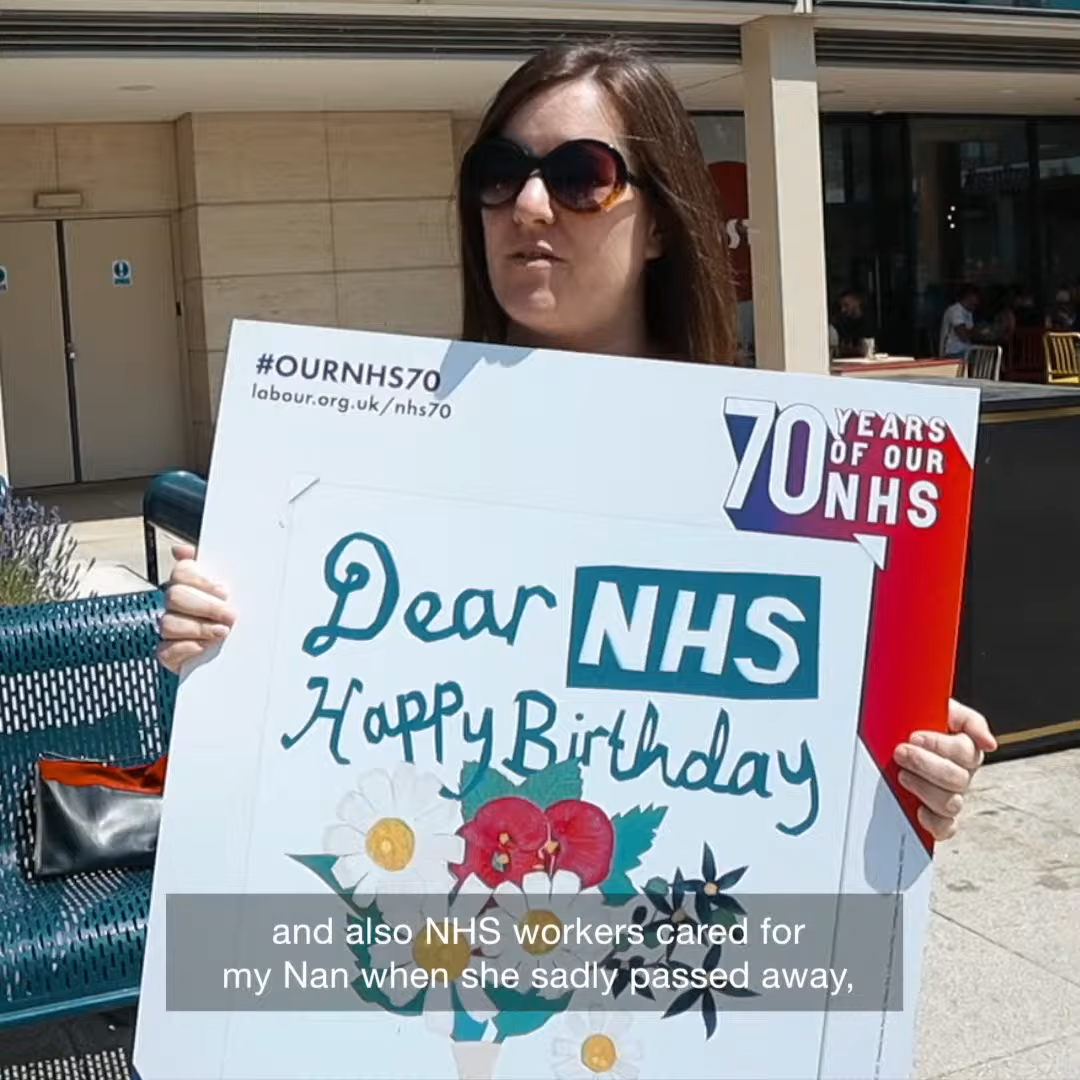 #OURNHS70
labour.org.uk/nhs70
70 YEARS
OF OUR
NHS
Dear NHS
Happy Birthday
and also NHS workers cared for
my Nan when she sadly passed away,